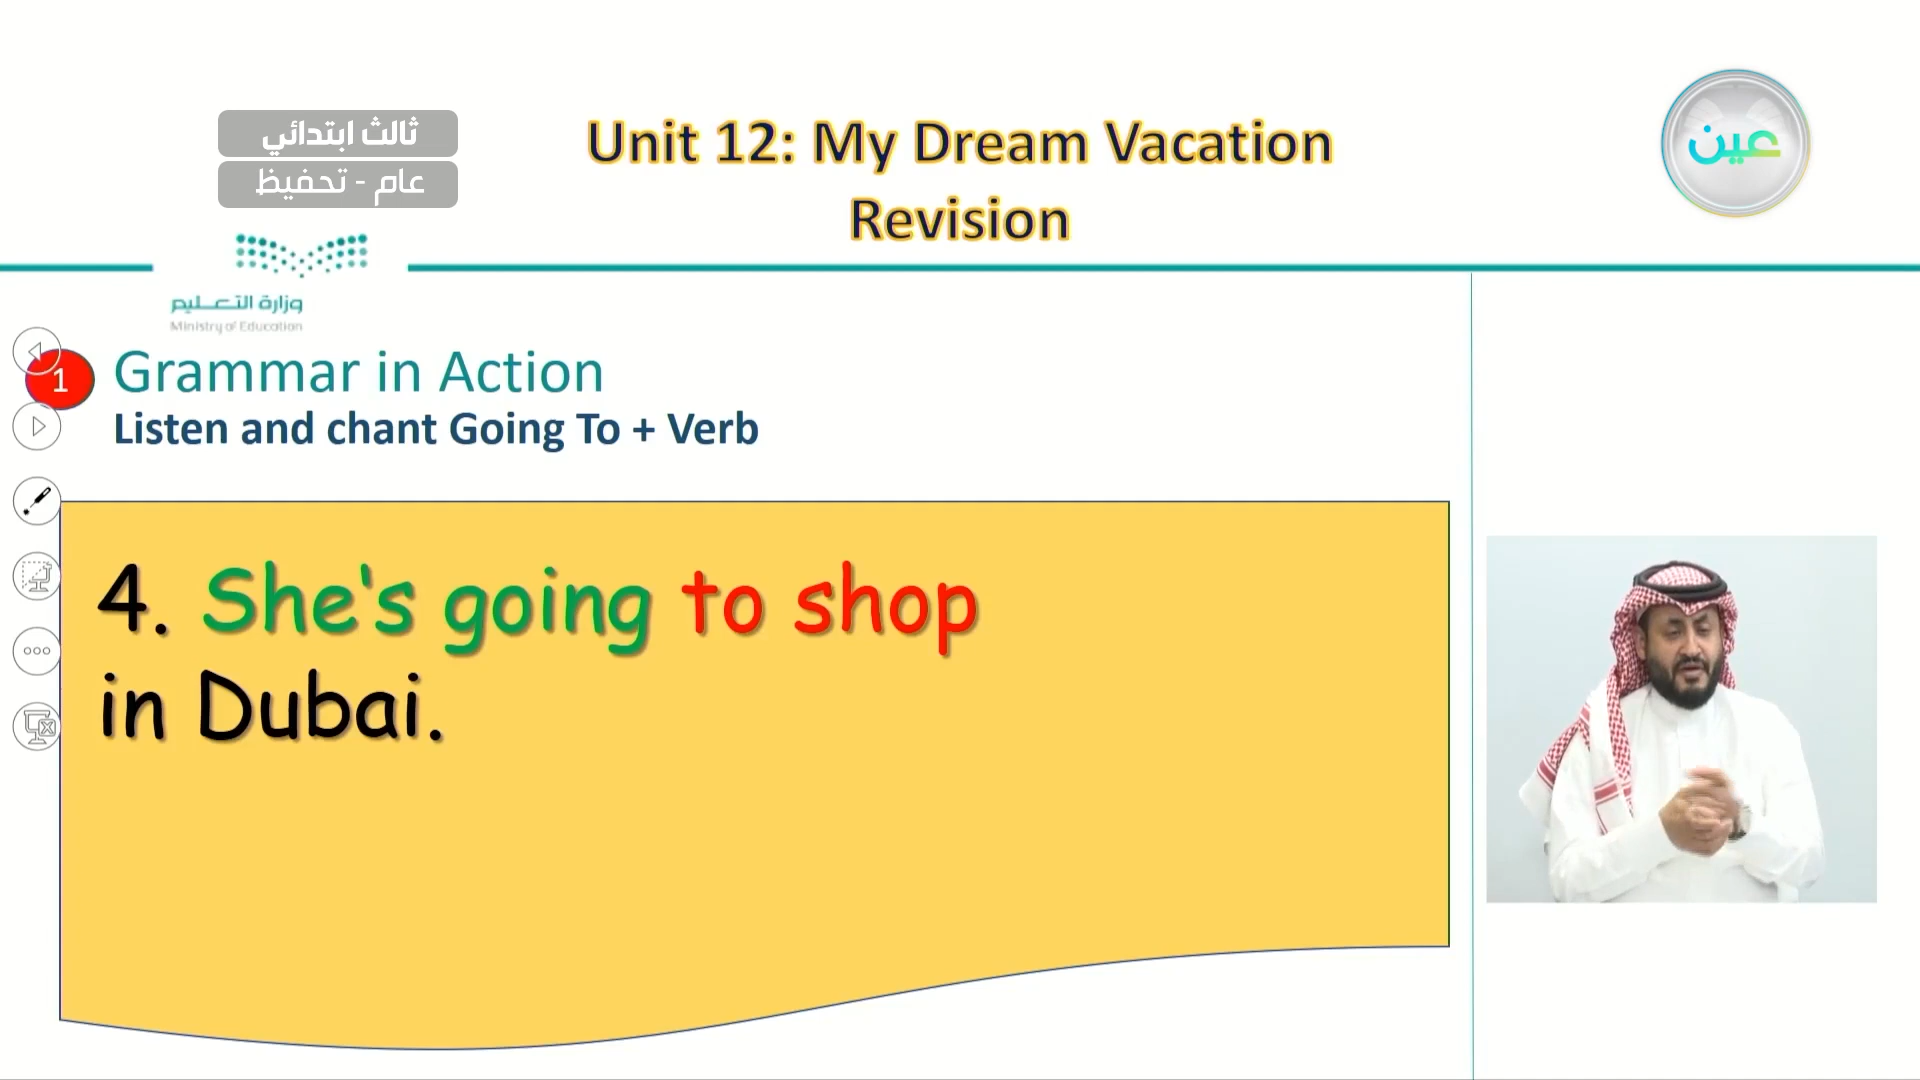 ثالث ابتدائي
عام - تحفيظ
Unit 12: My Dream Vacation
Revision
عين
وزارة التعليم
Ministry of Education
1
Grammar in Action
Listen and chant Going To + Verb
4. She's going to shop
in Dubai.